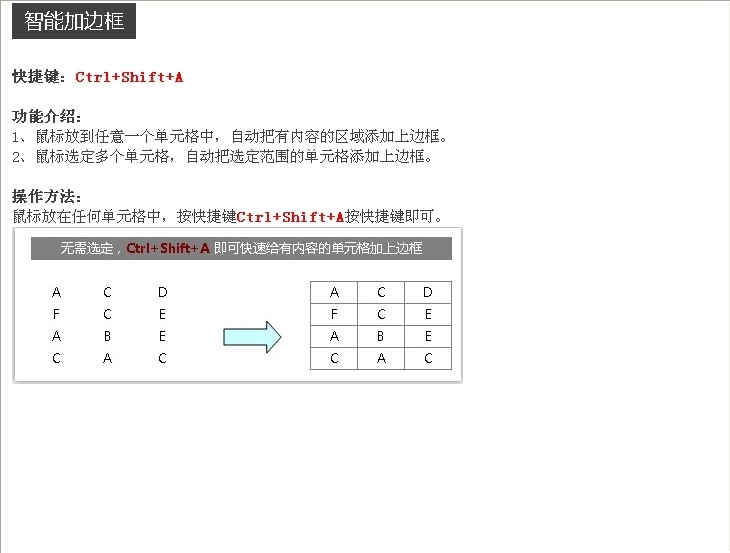 智能加边框
快捷键：Ctrl+Shift+A
功能介绍：
1、鼠标放到任意一个单元格中，自动把有内容的区域添加上边框。
2、鼠标选定多个单元格，自动把选定范围的单元格添加上边框。
操作方法：
鼠标放在任何单元格中，按快捷键Ctrl+Shift+A按快捷键即可。
无需选定，Ctrl+Shift+A 即可快速给有内容的单元格加上边框
A C D A C D
F C E F C E
A B E A B E
C A C C A C